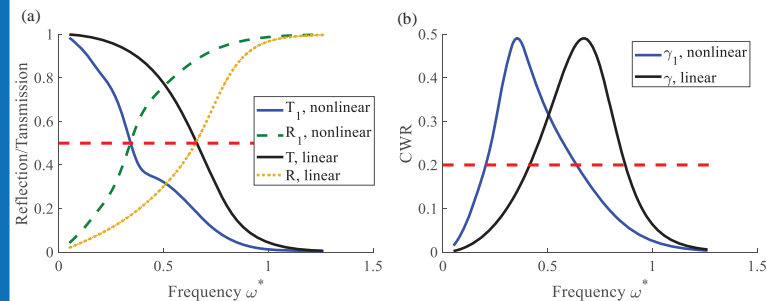 (a)
Reflection/Tansmission
1
0.8
0.6
0.4
0.2
0
0
0.5
1
1.5
Frequency ω*
T₁, nonlinear
R₁, nonlinear
T, linear
R, linear
(b)
CWR
0.5
0.4
0.3
0.2
0.1
0
0
0.5
1
1.5
Frequency ω*
γ₁, nonlinear
γ, linear